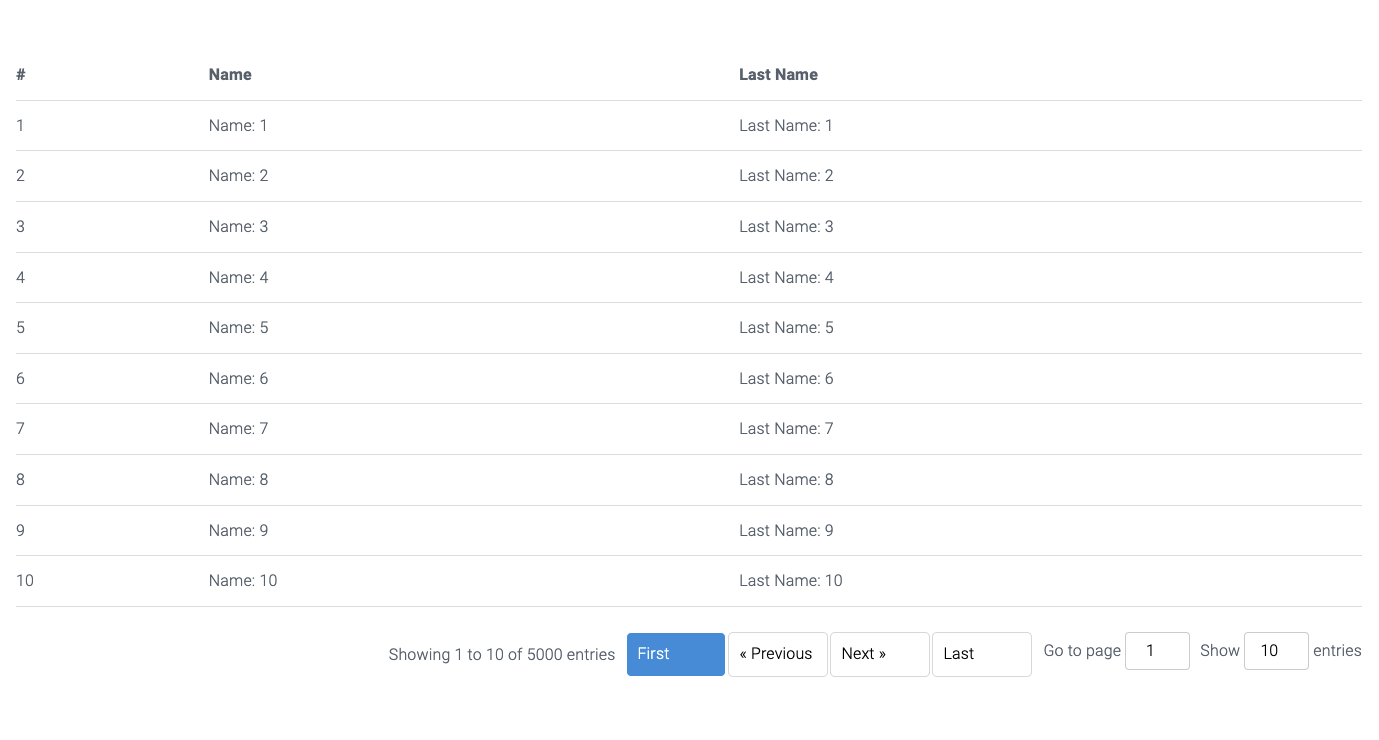 # Name Last Name
1 Name: 1 Last Name: 1
2 Name: 2 Last Name: 2
3 Name: 3 Last Name: 3
4 Name: 4 Last Name: 4
5 Name: 5 Last Name: 5
6 Name: 6 Last Name: 6
7 Name: 7 Last Name: 7
8 Name: 8 Last Name: 8
9 Name: 9 Last Name: 9
10 Name: 10 Last Name: 10
Showing 1 to 10 of 5000 entries First « Previous Next » Last Go to page 1 Show 10 entries